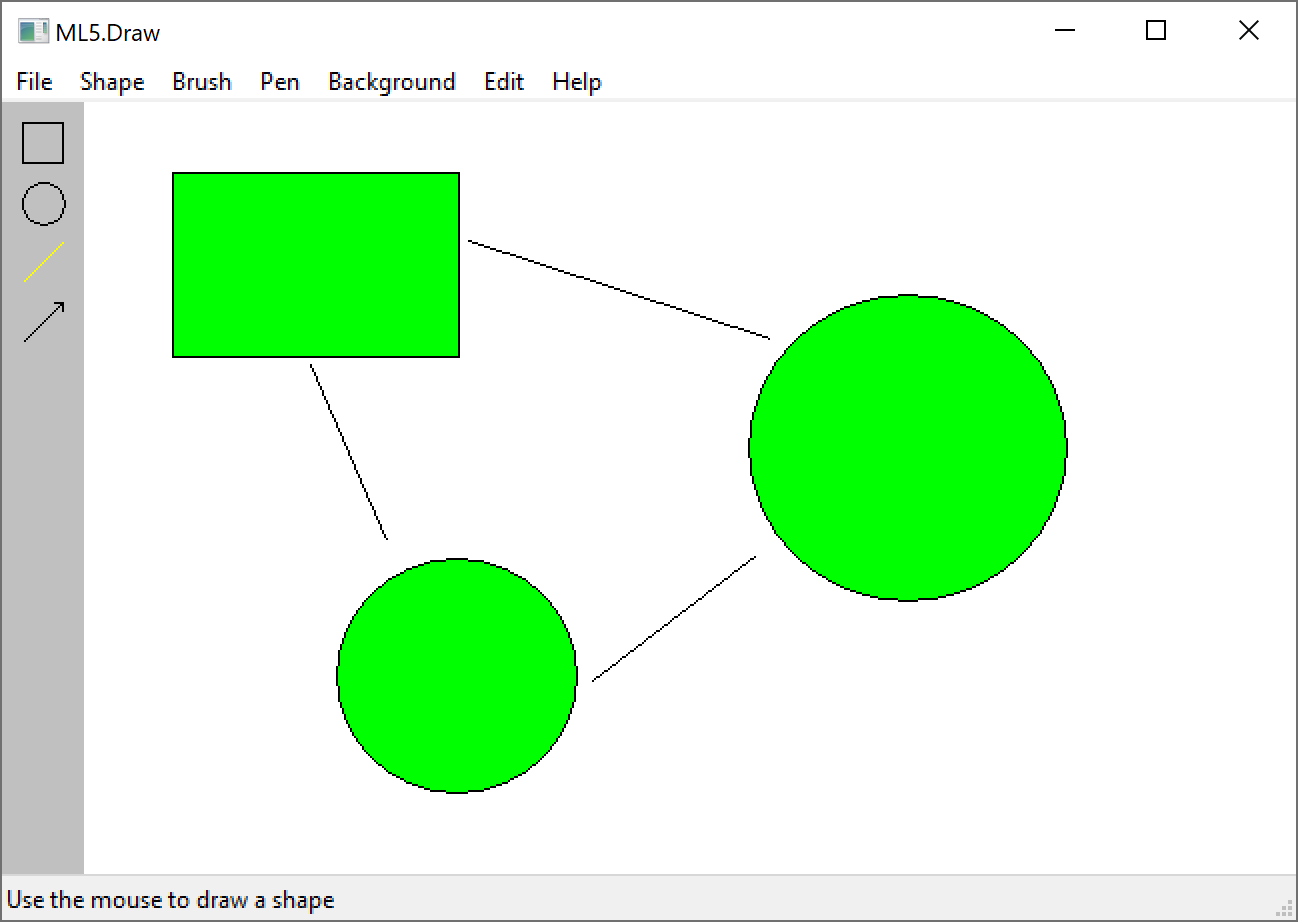 ML5.Draw
File Shape Brush Pen Background Edit Help
Use the mouse to draw a shape